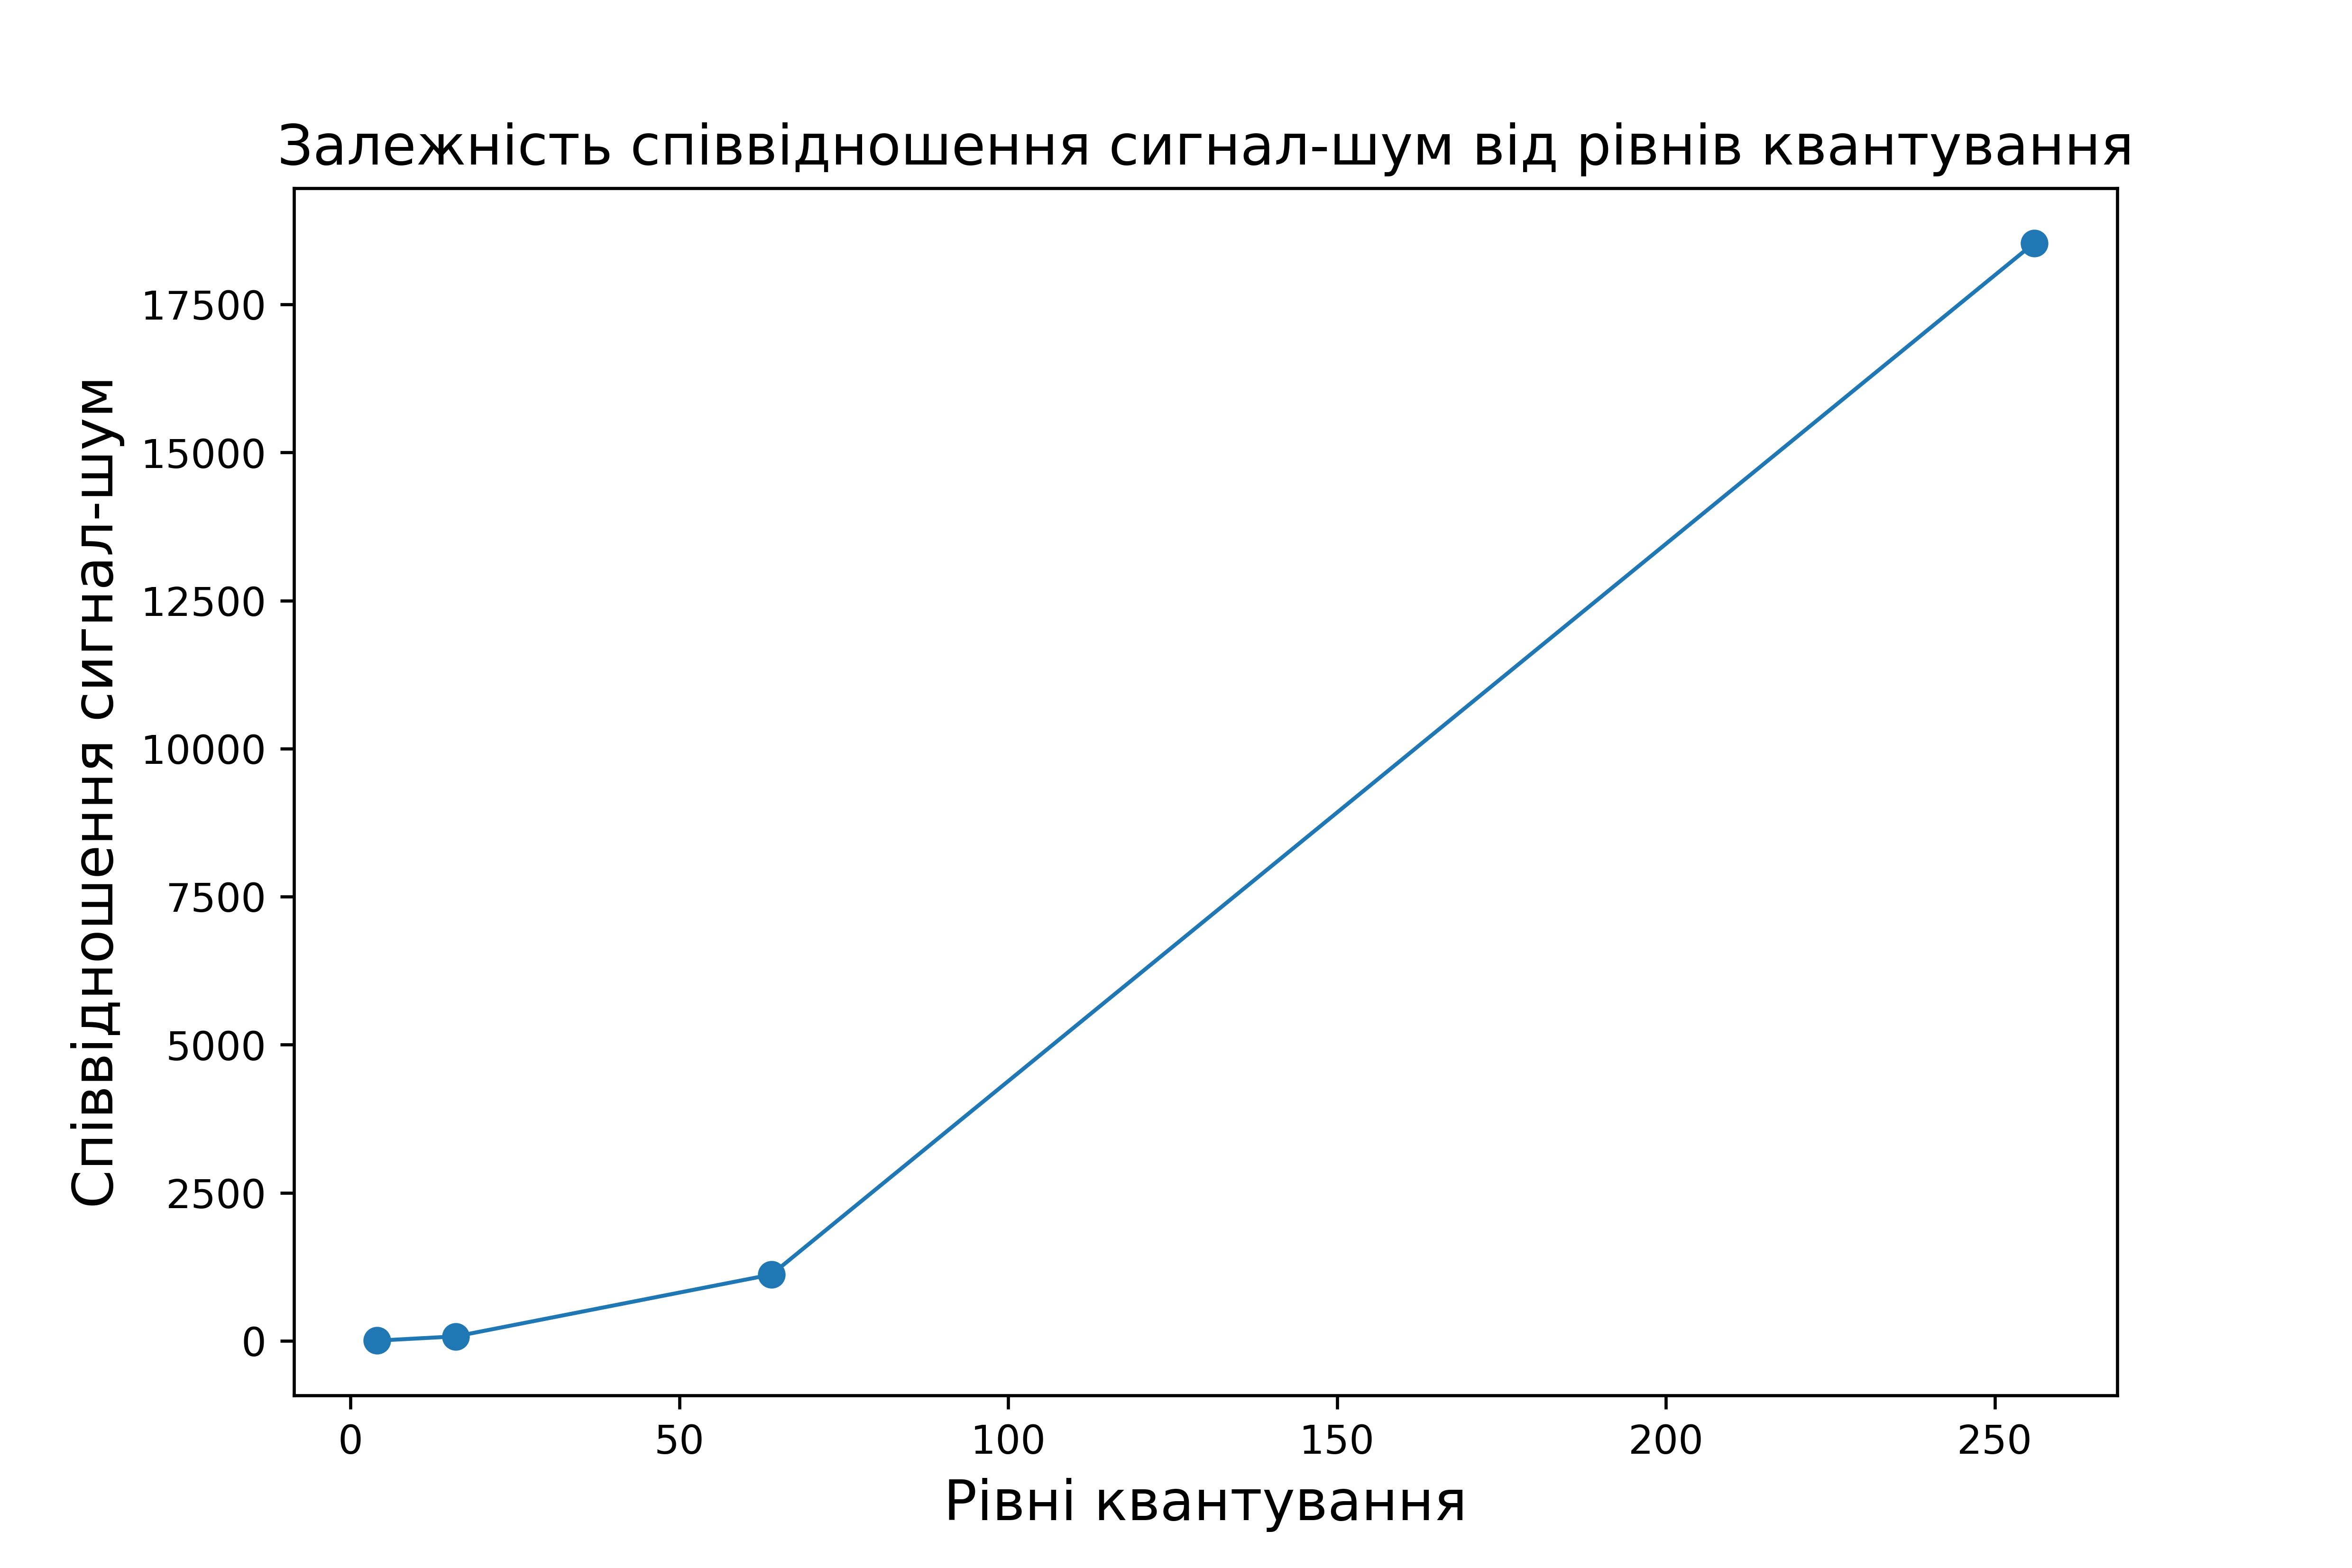 Залежність співвідношення сигнал-шум від рівнів квантування
Співвідношення сигнал-шум
17500
15000
12500
10000
7500
5000
2500
0
0 50 100 150 200 250
Рівні квантування